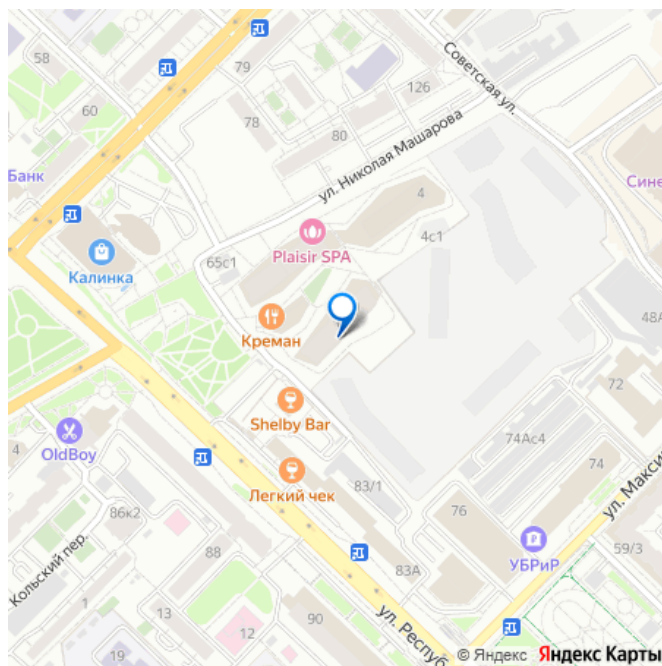 58
79
Советская ул.
60
78
80
126
ул. Николая Машарова
Банк
Сине
4
4с1
65с1
Plaisir SPA
Калинка
48А
Креман
72
Shelby Bar
74Ас4
4
OldBoy
Легкий чек
83/1
74
ул. Макси
86к2
76
УБРиР
59/3
Кольский пер.
88
83А
1
13
12
90
ул. Респуб
19
© Яндекс Яндекс Карты